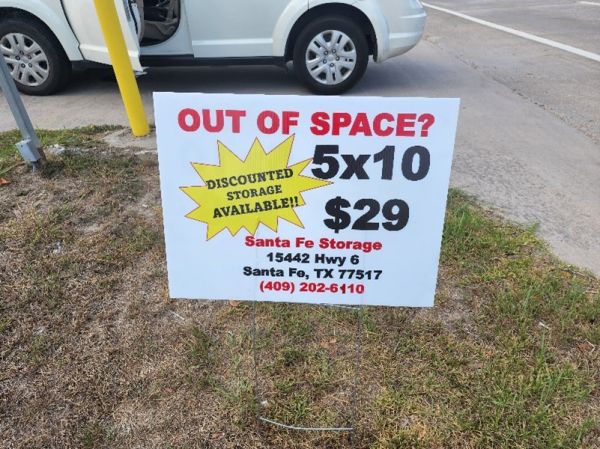 OUT OF SPACE?
DISCOUNTED
STORAGE
AVAILABLE!!
5x10
$29
Santa Fe Storage
15442 Hwy 6
Santa Fe, TX 77517
(409) 202-6110